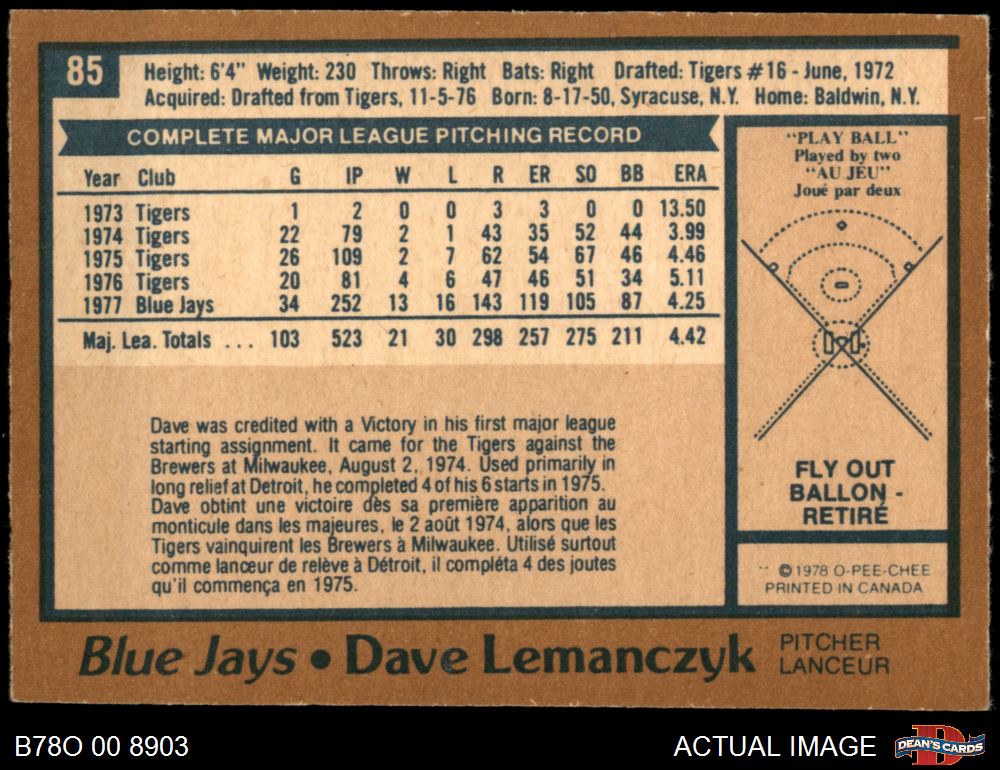 85
Height: 6'4" Weight: 230 Throws: Right Bats: Right Drafted: Tigers #16 - June, 1972
Acquired: Drafted from Tigers, 11-5-76 Born: 8-17-50, Syracuse, N.Y. Home: Baldwin, N.Y.
COMPLETE MAJOR LEAGUE PITCHING RECORD
Year Club G IP W L R ER SO BB ERA
1973 Tigers 1 2 0 0 3 3 0 0 13.50
1974 Tigers 22 79 2 1 43 35 52 44 3.99
1975 Tigers 26 109 2 7 62 54 67 46 4.46
1976 Tigers 20 81 4 6 47 46 51 34 5.11
1977 Blue Jays 34 252 13 16 143 119 105 87 4.25
Maj. Lea. Totals ... 103 523 21 30 298 257 275 211 4.42
Dave was credited with a Victory in his first major league
starting assignment. It came for the Tigers against the
Brewers at Milwaukee, August 2, 1974. Used primarily in
long relief at Detroit, he completed 4 of his 6 starts in 1975.
Dave obtint une victoire dès sa première apparition au
monticule dans les majeures, le 2 août 1974, alors que les
Tigers vainquirent les Brewers à Milwaukee. Utilisé surtout
comme lanceur de relève à Détroit, il compléta 4 des joutes
qu'il commença en 1975.
"PLAY BALL"
Played by two
"AU JEU"
Joué par deux
FLY OUT
BALLON -
RETIRÉ
© 1978 O-PEE-CHEE
PRINTED IN CANADA
Blue Jays • Dave Lemanczyk
PITCHER
LANCEUR
B78O 00 8903
ACTUAL IMAGE
D
DEAN'S CARDS